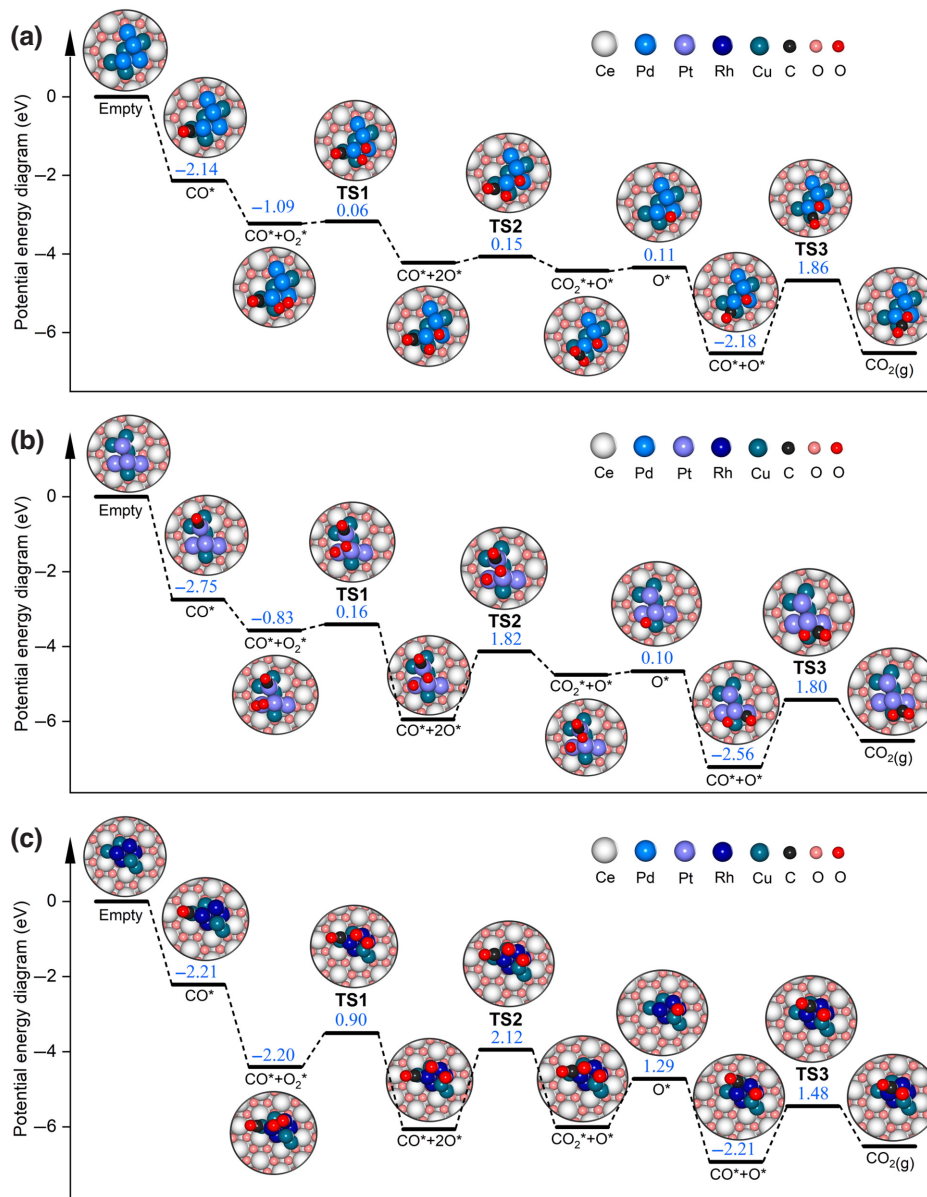 (a)
Ce Pd Pt Rh Cu C O O
Potential energy diagram (eV)
0
−2
−4
−6
Empty
−2.14
CO*
−1.09
CO*+O₂*
TS1
0.06
CO*+2O*
TS2
0.15
CO₂*+O*
0.11
O*
−2.18
CO*+O*
TS3
1.86
CO₂(g)
(b)
Ce Pd Pt Rh Cu C O O
Potential energy diagram (eV)
0
−2
−4
−6
Empty
−2.75
CO*
−0.83
CO*+O₂*
TS1
0.16
CO*+2O*
TS2
1.82
CO₂*+O*
0.10
O*
−2.56
CO*+O*
TS3
1.80
CO₂(g)
(c)
Ce Pd Pt Rh Cu C O O
Potential energy diagram (eV)
0
−2
−4
−6
Empty
−2.21
CO*
−2.20
CO*+O₂*
TS1
0.90
CO*+2O*
TS2
2.12
CO₂*+O*
1.29
O*
−2.21
CO*+O*
TS3
1.48
CO₂(g)